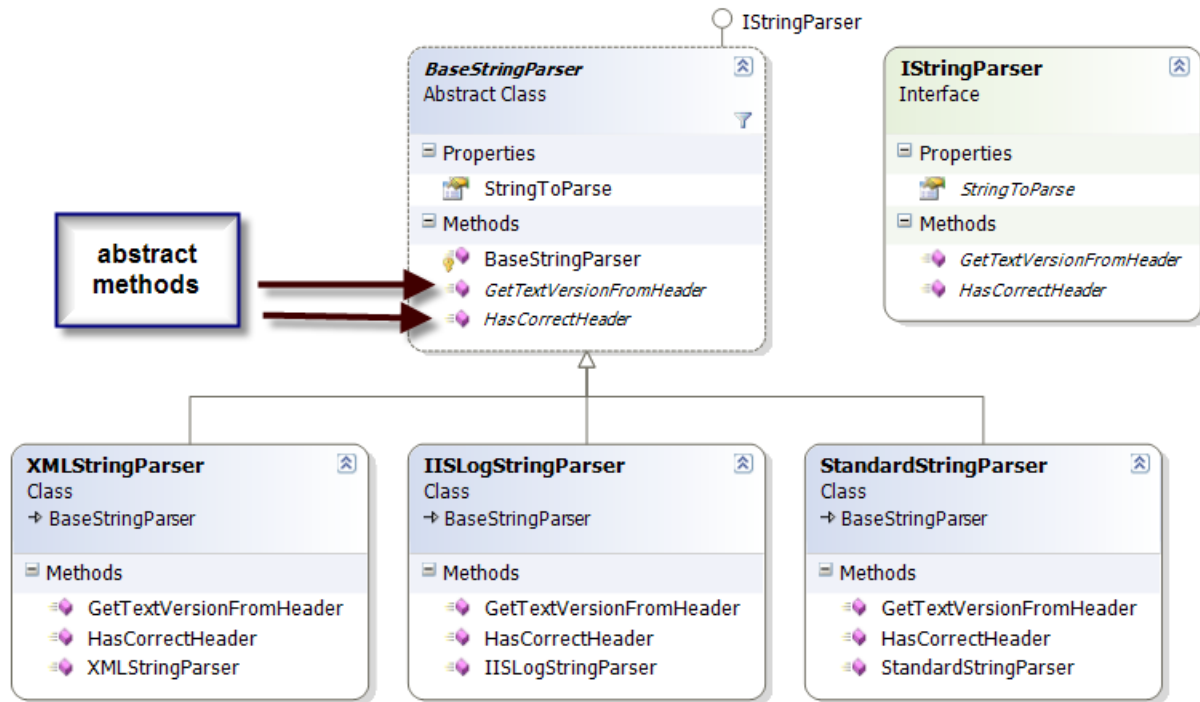 IStringParser
BaseStringParser
Abstract Class
Properties
StringToParse
Methods
BaseStringParser
GetTextVersionFromHeader
HasCorrectHeader
IStringParser
Interface
Properties
StringToParse
Methods
GetTextVersionFromHeader
HasCorrectHeader
abstract
methods
XMLStringParser
Class
BaseStringParser
Methods
GetTextVersionFromHeader
HasCorrectHeader
XMLStringParser
IISLogStringParser
Class
BaseStringParser
Methods
GetTextVersionFromHeader
HasCorrectHeader
IISLogStringParser
StandardStringParser
Class
BaseStringParser
Methods
GetTextVersionFromHeader
HasCorrectHeader
StandardStringParser